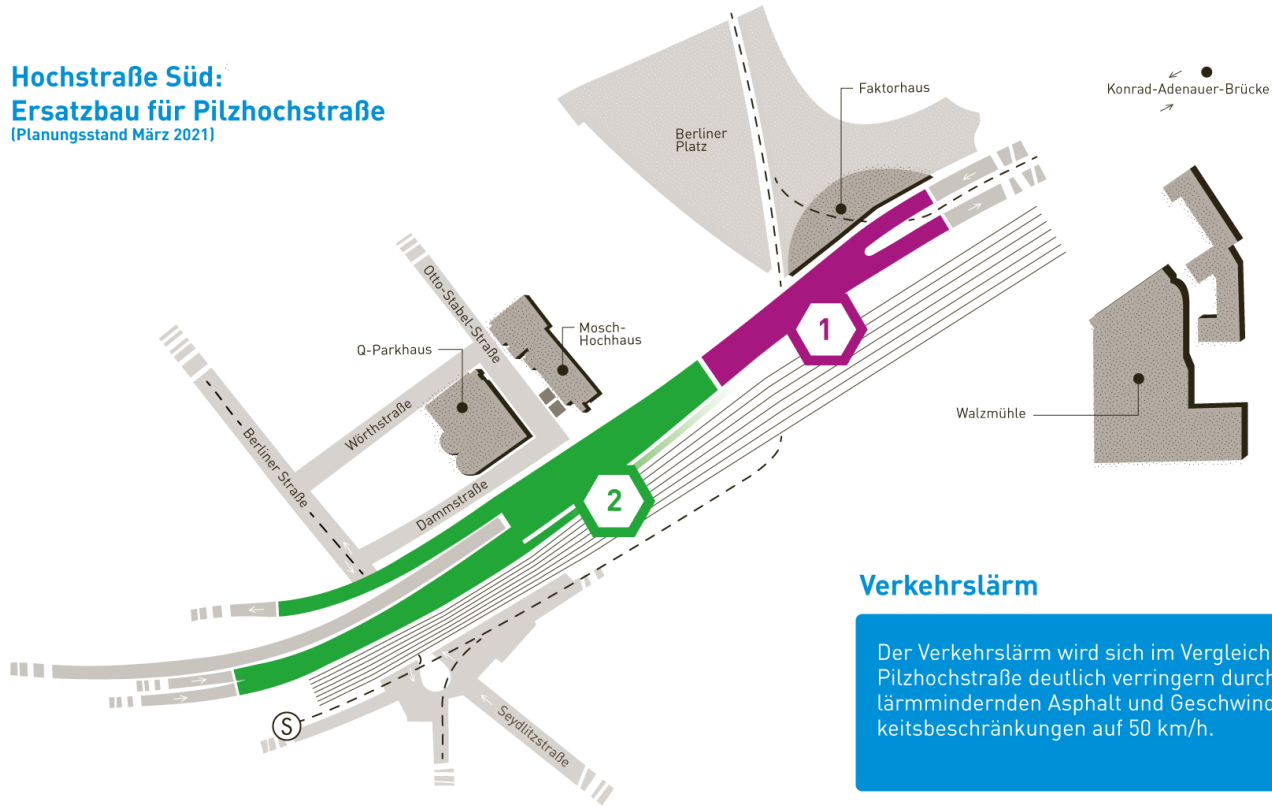 Hochstraße Süd:
Ersatzbau für Pilzhochstraße
(Planungsstand März 2021)
Faktorhaus
Konrad-Adenauer-Brücke
Berliner
Platz
Otto-Stabel-Straße
Mosch-
Hochhaus
Q-Parkhaus
1
Wörthstraße
Walzmühle
Berliner Straße
Dammstraße
2
Verkehrslärm
Der Verkehrslärm wird sich im Vergleich
Pilzhochstraße deutlich verringern durch
lärmmindernden Asphalt und Geschwind
keitsbeschränkungen auf 50 km/h.
S
Seydlitzstraße